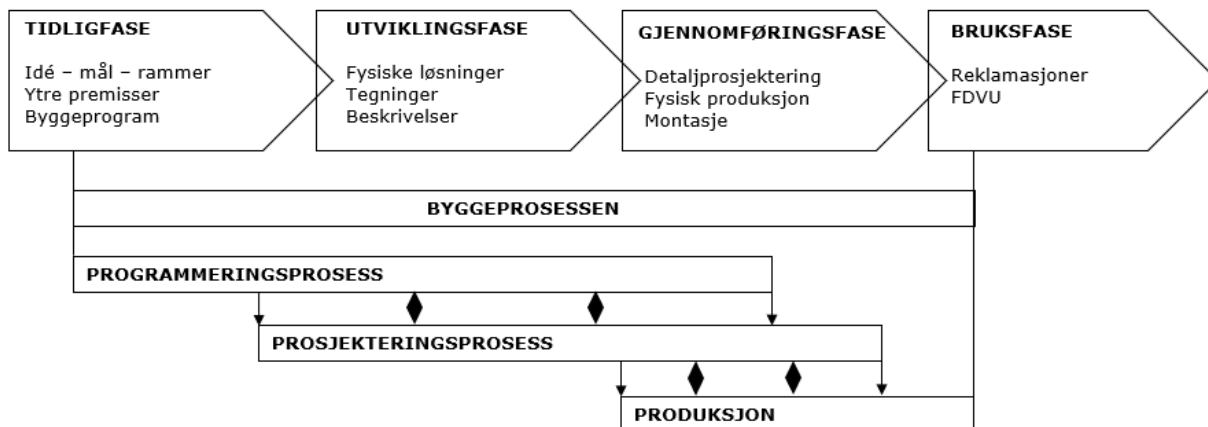 TIDLIGFASE
Idé – mål – rammer
Ytre premisser
Byggeprogram
UTVIKLINGSFASE
Fysiske løsninger
Tegninger
Beskrivelser
GJENNOMFØRINGSFASE
Detaljprosjektering
Fysisk produksjon
Montasje
BRUKSFASE
Reklamasjoner
FDVU
BYGGEPROSESSEN
PROGRAMMERINGSPROSESS
PROSJEKTERINGSPROSESS
PRODUKSJON